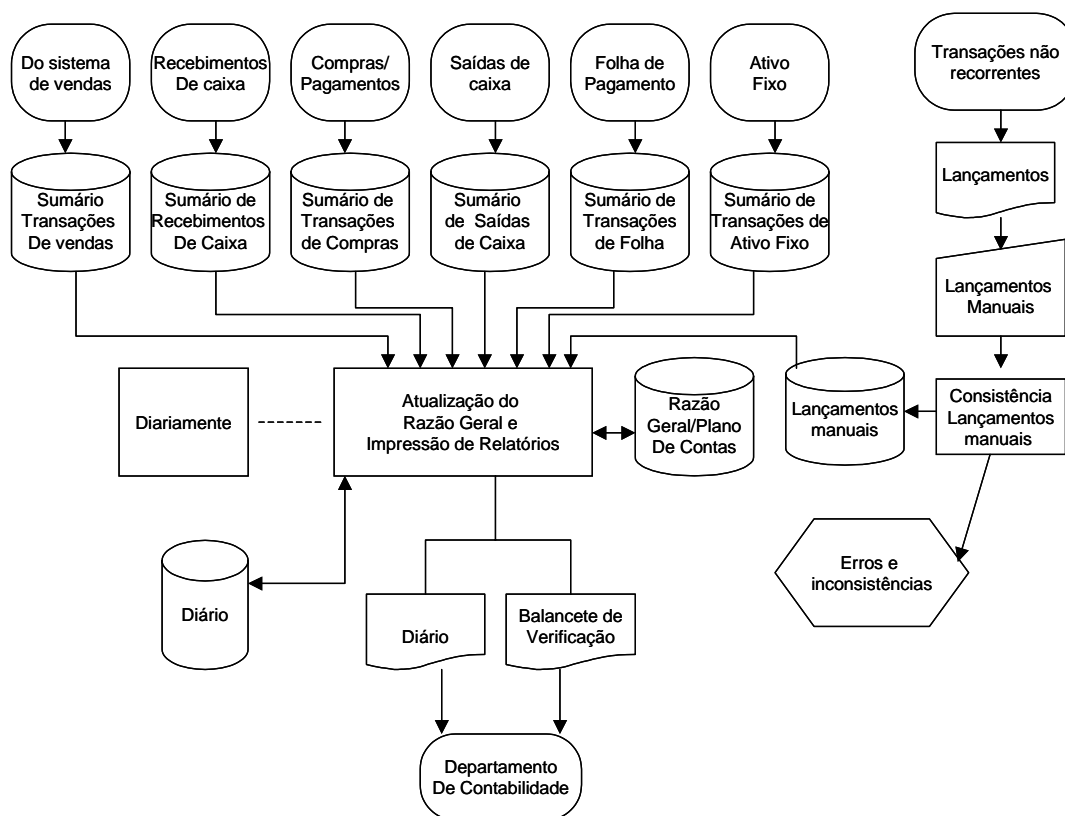 Do sistema
de vendas
Recebimentos
De caixa
Compras/
Pagamentos
Saídas de
caixa
Folha de
Pagamento
Ativo
Fixo
Transações não
recorrentes
Sumário
Transações
De vendas
Sumário de
Recebimentos
De Caixa
Sumário de
Transações
de Compras
Sumário
de Saídas
de Caixa
Sumário de
Transações
de Folha
Sumário de
Transações de
Ativo Fixo
Lançamentos
Lançamentos
Manuais
Diariamente
Atualização do
Razão Geral e
Impressão de Relatórios
Razão
Geral/Plano
De Contas
Lançamentos
manuais
Consistência
Lançamentos
manuais
Erros e
inconsistências
Diário
Diário
Balancete de
Verificação
Departamento
De Contabilidade